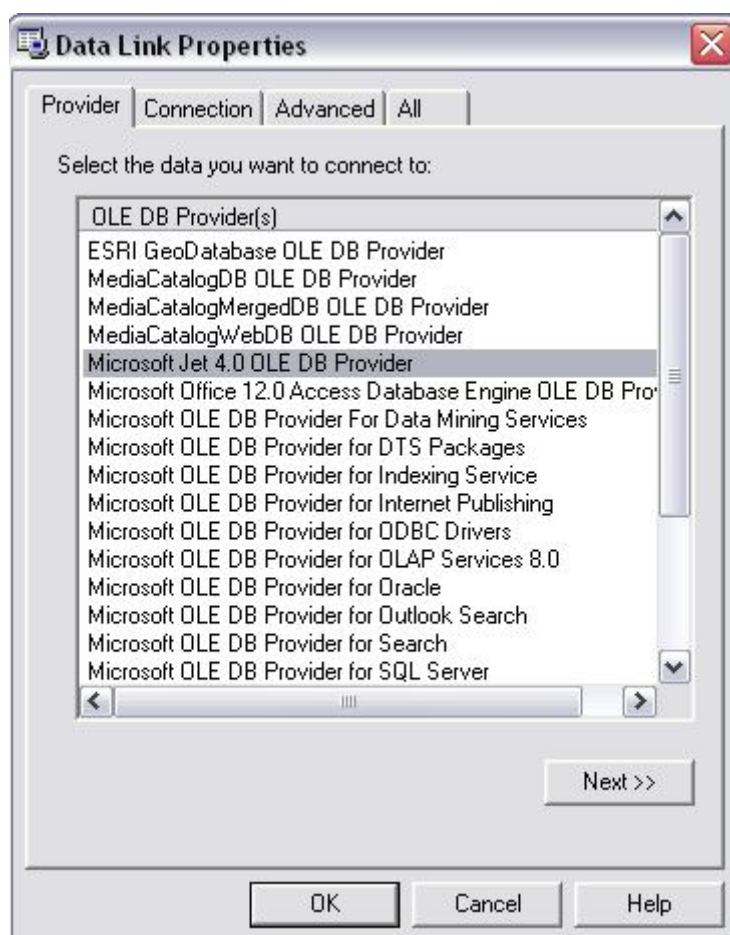 Data Link Properties
Provider Connection Advanced All
Select the data you want to connect to:
OLE DB Provider(s)
ESRI GeoDatabase OLE DB Provider
MediaCatalogDB OLE DB Provider
MediaCatalogMergedDB OLE DB Provider
MediaCatalogWebDB OLE DB Provider
Microsoft Jet 4.0 OLE DB Provider
Microsoft Office 12.0 Access Database Engine OLE DB Pro
Microsoft OLE DB Provider For Data Mining Services
Microsoft OLE DB Provider for DTS Packages
Microsoft OLE DB Provider for Indexing Service
Microsoft OLE DB Provider for Internet Publishing
Microsoft OLE DB Provider for ODBC Drivers
Microsoft OLE DB Provider for OLAP Services 8.0
Microsoft OLE DB Provider for Oracle
Microsoft OLE DB Provider for Outlook Search
Microsoft OLE DB Provider for Search
Microsoft OLE DB Provider for SQL Server
Next >>
OK Cancel Help